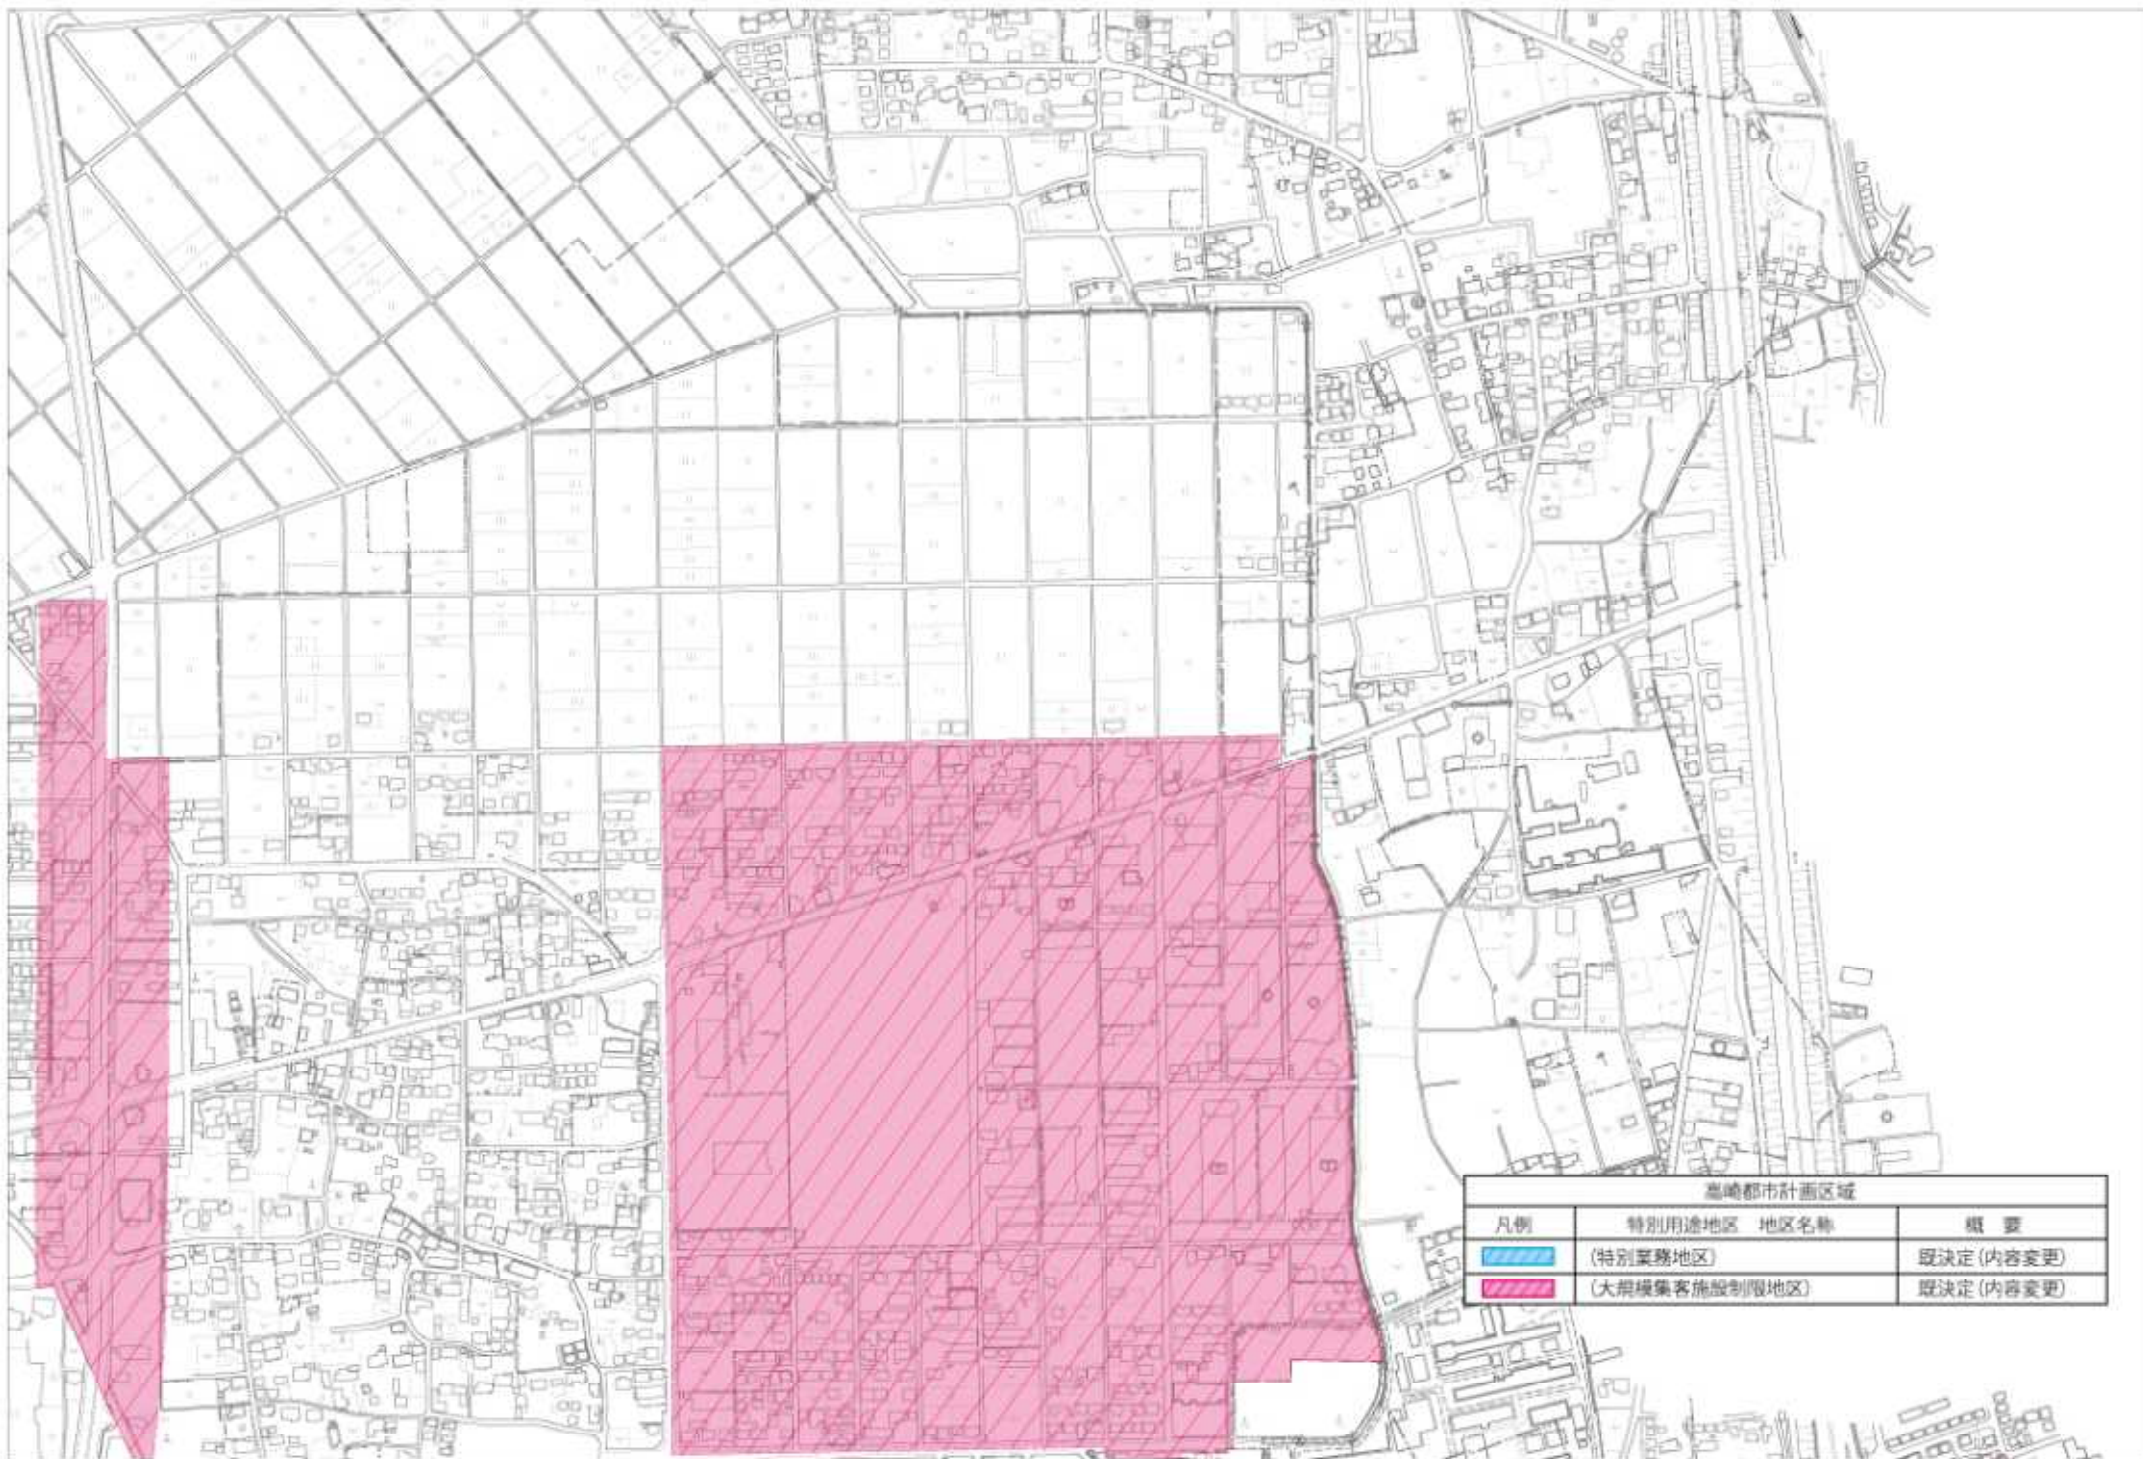 高崎都市計画区域
凡例 特別用途地区 地区名称 概 要
(特別業務地区) 既決定(内容変更)
(大規模集客施設制限地区) 既決定(内容変更)